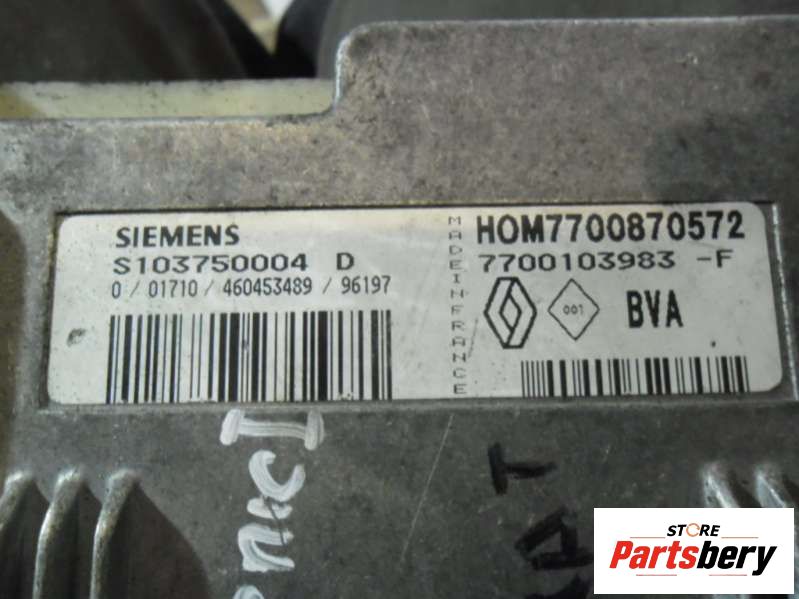 SIEMENS
S103750004 D
0 / 01710 / 460453489 / 96197
MADE IN FRANCE
HOM7700870572
7700103983 -F
001
BVA
STORE
Partsbery